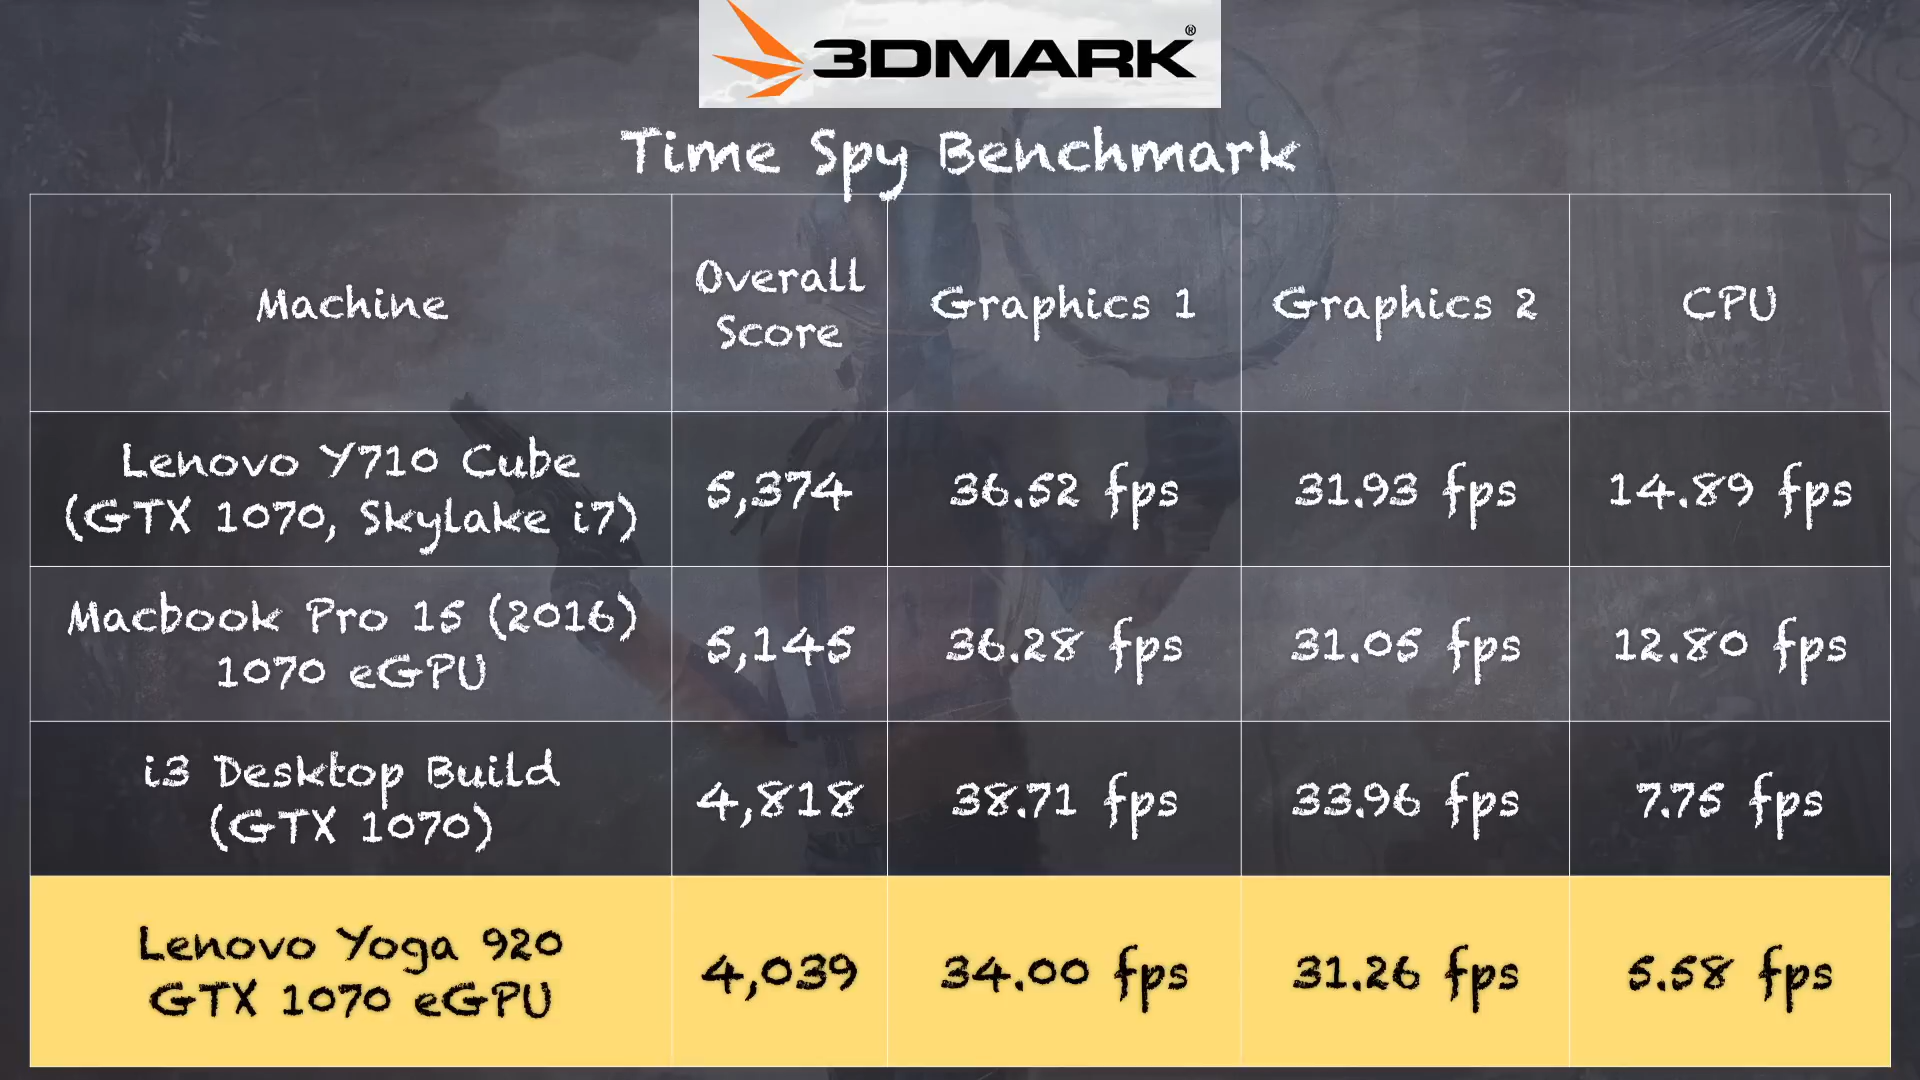 3DMARK®
Time Spy Benchmark
Machine
Overall
Score
Graphics 1
Graphics 2
CPU
Lenovo Y710 Cube
(GTX 1070, Skylake i7)
5,374
36.52 fps
31.93 fps
14.89 fps
Macbook Pro 15 (2016)
1070 eGPU
5,145
36.28 fps
31.05 fps
12.80 fps
i3 Desktop Build
(GTX 1070)
4,818
38.71 fps
33.96 fps
7.75 fps
Lenovo Yoga 920
GTX 1070 eGPU
4,039
34.00 fps
31.26 fps
5.58 fps